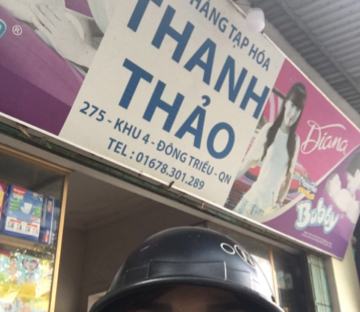 HÀNG TẠP HÓA
THANH
THẢO
275 - KHU 4 - ĐÔNG TRIỀU - QN
TEL : 01678.301.289
Diana
Bobby